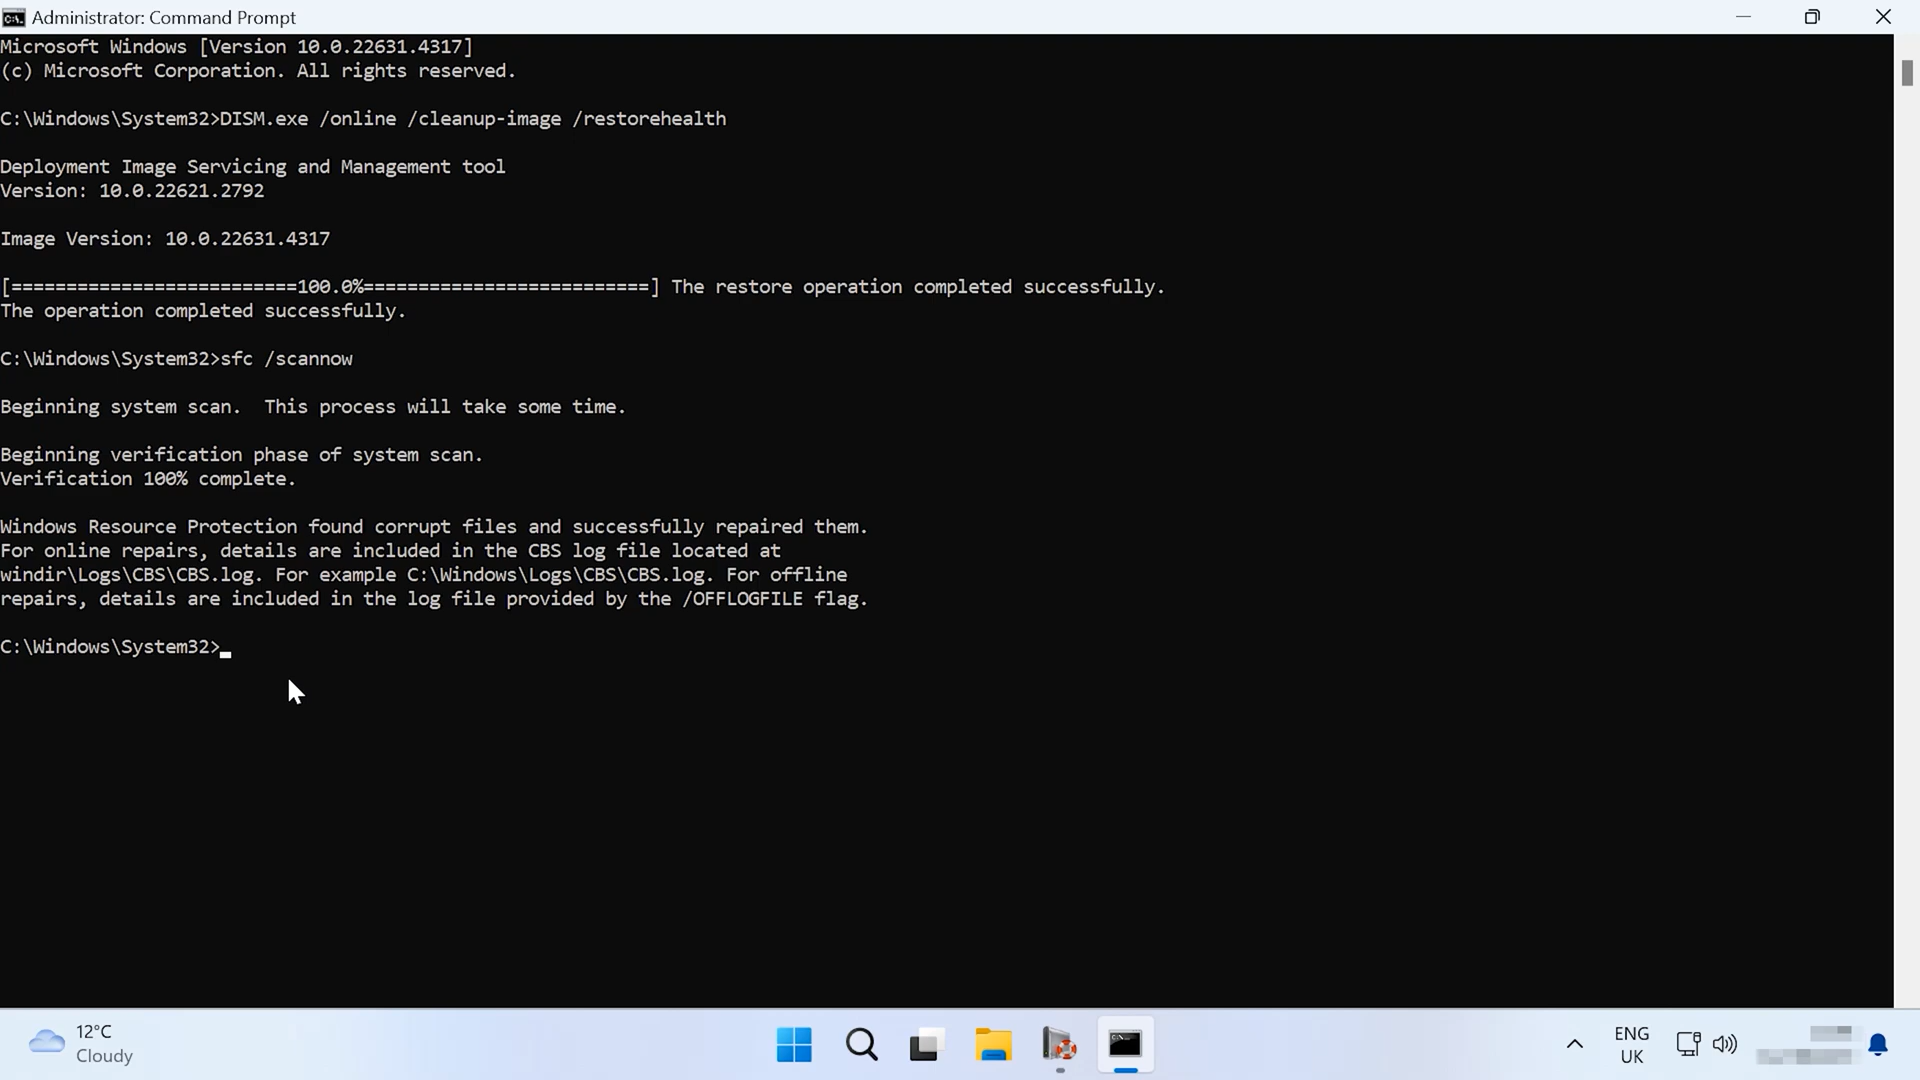 Administrator: Command Prompt
Microsoft Windows [Version 10.0.22631.4317]
(c) Microsoft Corporation. All rights reserved.
C:\Windows\System32>DISM.exe /online /cleanup-image /restorehealth
Deployment Image Servicing and Management tool
Version: 10.0.22621.2792
Image Version: 10.0.22631.4317
[==========================100.0%==========================] The restore operation completed successfully.
The operation completed successfully.
C:\Windows\System32>sfc /scannow
Beginning system scan.  This process will take some time.
Beginning verification phase of system scan.
Verification 100% complete.
Windows Resource Protection found corrupt files and successfully repaired them.
For online repairs, details are included in the CBS log file located at
windir\Logs\CBS\CBS.log. For example C:\Windows\Logs\CBS\CBS.log. For offline
repairs, details are included in the log file provided by the /OFFLOGFILE flag.
C:\Windows\System32>
12°C
Cloudy
ENG
UK